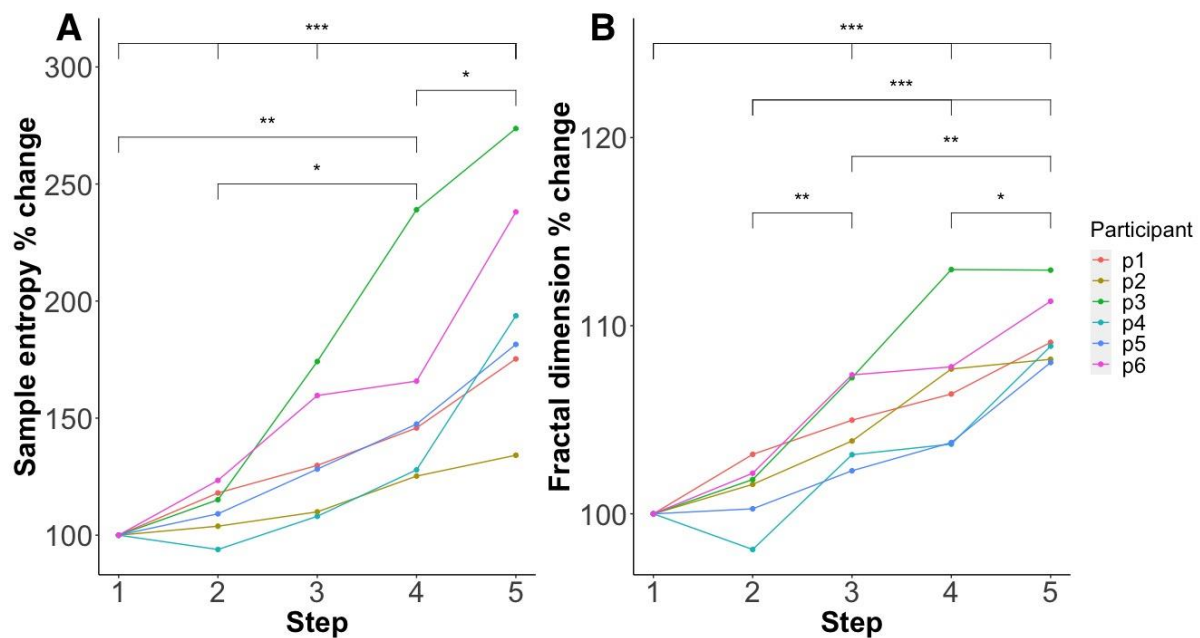 A
Sample entropy % change
300
250
200
150
100
***
*
**
*
1 2 3 4 5
Step
B
Fractal dimension % change
120
110
100
***
***
**
**
*
1 2 3 4 5
Step
Participant
p1
p2
p3
p4
p5
p6